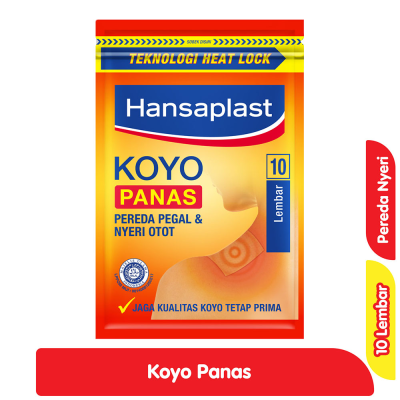 TEKNOLOGI HEAT LOCK
Hansaplast
KOYO
PANAS
PEREDA PEGAL &
NYERI OTOT
10
Lembar
JAGA KUALITAS KOYO TETAP PRIMA
Pereda Nyeri
10 Lembar
Koyo Panas